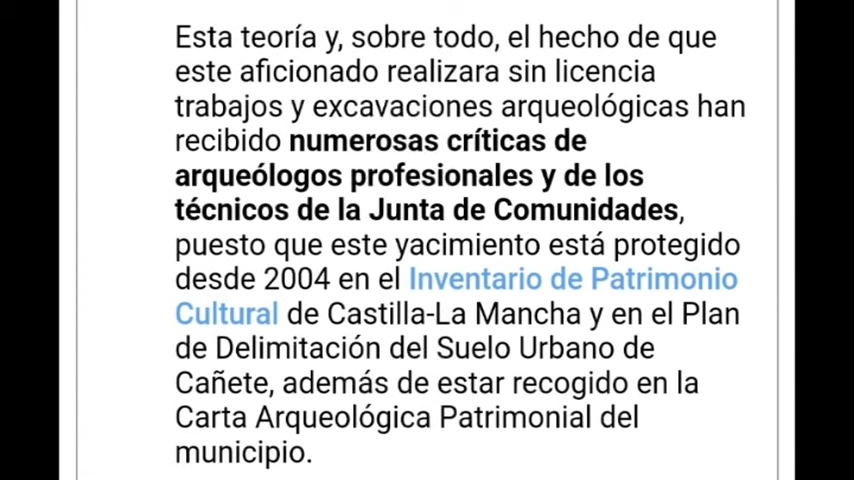 Esta teoría y, sobre todo, el hecho de que
este aficionado realizara sin licencia
trabajos y excavaciones arqueológicas han
recibido numerosas críticas de
arqueólogos profesionales y de los
técnicos de la Junta de Comunidades,
puesto que este yacimiento está protegido
desde 2004 en el Inventario de Patrimonio
Cultural de Castilla-La Mancha y en el Plan
de Delimitación del Suelo Urbano de
Cañete, además de estar recogido en la
Carta Arqueológica Patrimonial del
municipio.